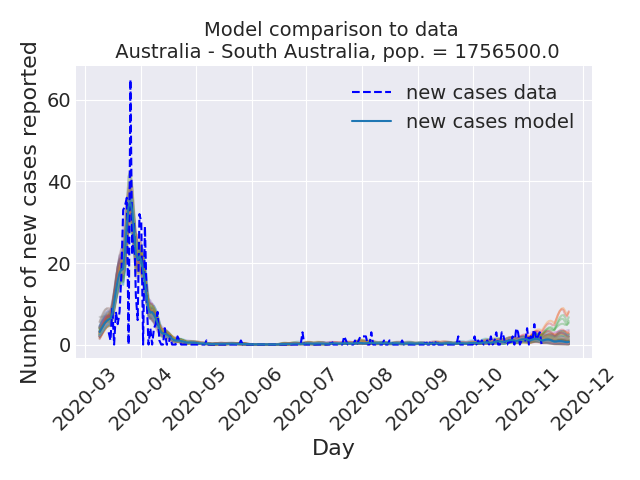 Model comparison to data
Australia - South Australia, pop. = 1756500.0
Number of new cases reported
60
40
20
0
new cases data
new cases model
2020-03
2020-04
2020-05
2020-06
2020-07
2020-08
2020-09
2020-10
2020-11
2020-12
Day